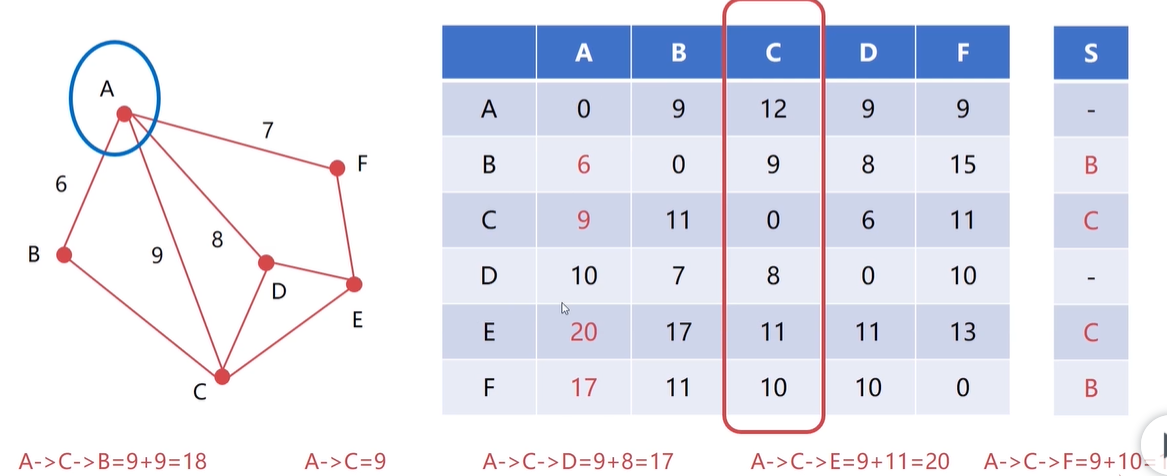 A
7
F
6
B
9
8
D
E
C
A B C D F S
A 0 9 12 9 9 -
B 6 0 9 8 15 B
C 9 11 0 6 11 C
D 10 7 8 0 10 -
E 20 17 11 11 13 C
F 17 11 10 10 0 B
A->C->B=9+9=18 A->C=9 A->C->D=9+8=17 A->C->E=9+11=20 A->C->F=9+10=